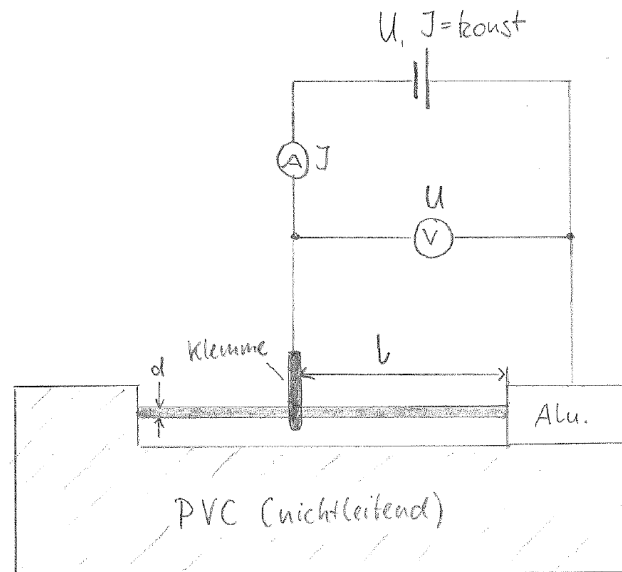 U, J=konst
A J
U
V
Klemme
l
d
Alu.
PVC (nichtleitend)